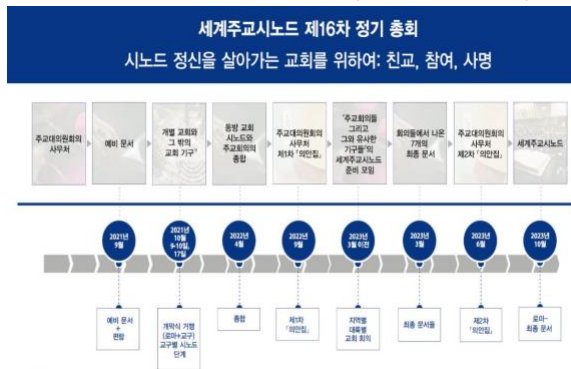 세계주교시노드 제16차 정기 총회
시노드 정신을 살아가는 교회를 위하여: 친교, 참여, 사명
주교대의원회의
사무처
예비 문서
개별 교회와
그 밖의
교회 기구"
동방 교회
시노드와
주교회의의
종합
주교대의원회의
사무처
제1차 「의안집」
"주교회의들
그리고
그와 유사한
기구들"의
세계주교시노드
준비 모임
회의들에서 나온
7개의
최종 문서
주교대의원회의
사무처
제2차 「의안집」
세계주교시노드
2021년
9월
2021년
10월
9-10일,
17일
2022년
4월
2022년
9월
2023년
3월 이전
2023년
3월
2023년
6월
2023년
10월
예비 문서
+
편람
개막식 거행
(로마+교구)
교구별 시노드
단계
종합
제1차
「의안집」
지역별
대륙별
교회 회의
최종 문서들
제2차
「의안집」
로마-
최종 문서